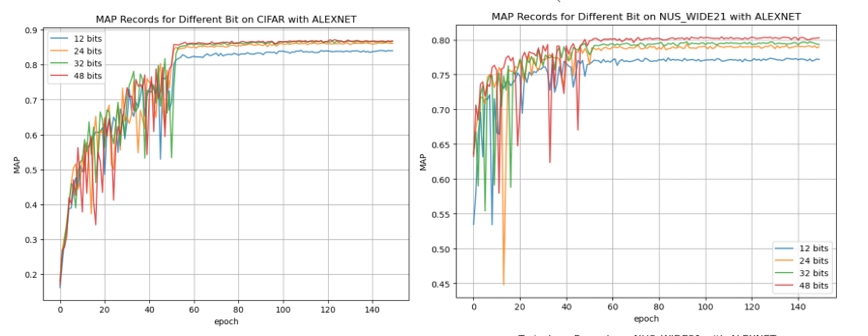 MAP Records for Different Bit on CIFAR with ALEXNET
0.9
0.8
0.7
0.6
0.5
0.4
0.3
0.2
MAP
12 bits
24 bits
32 bits
48 bits
0 20 40 60 80 100 120 140
epoch
MAP Records for Different Bit on NUS_WIDE21 with ALEXNET
0.80
0.75
0.70
0.65
0.60
0.55
0.50
0.45
MAP
12 bits
24 bits
32 bits
48 bits
0 20 40 60 80 100 120 140
epoch